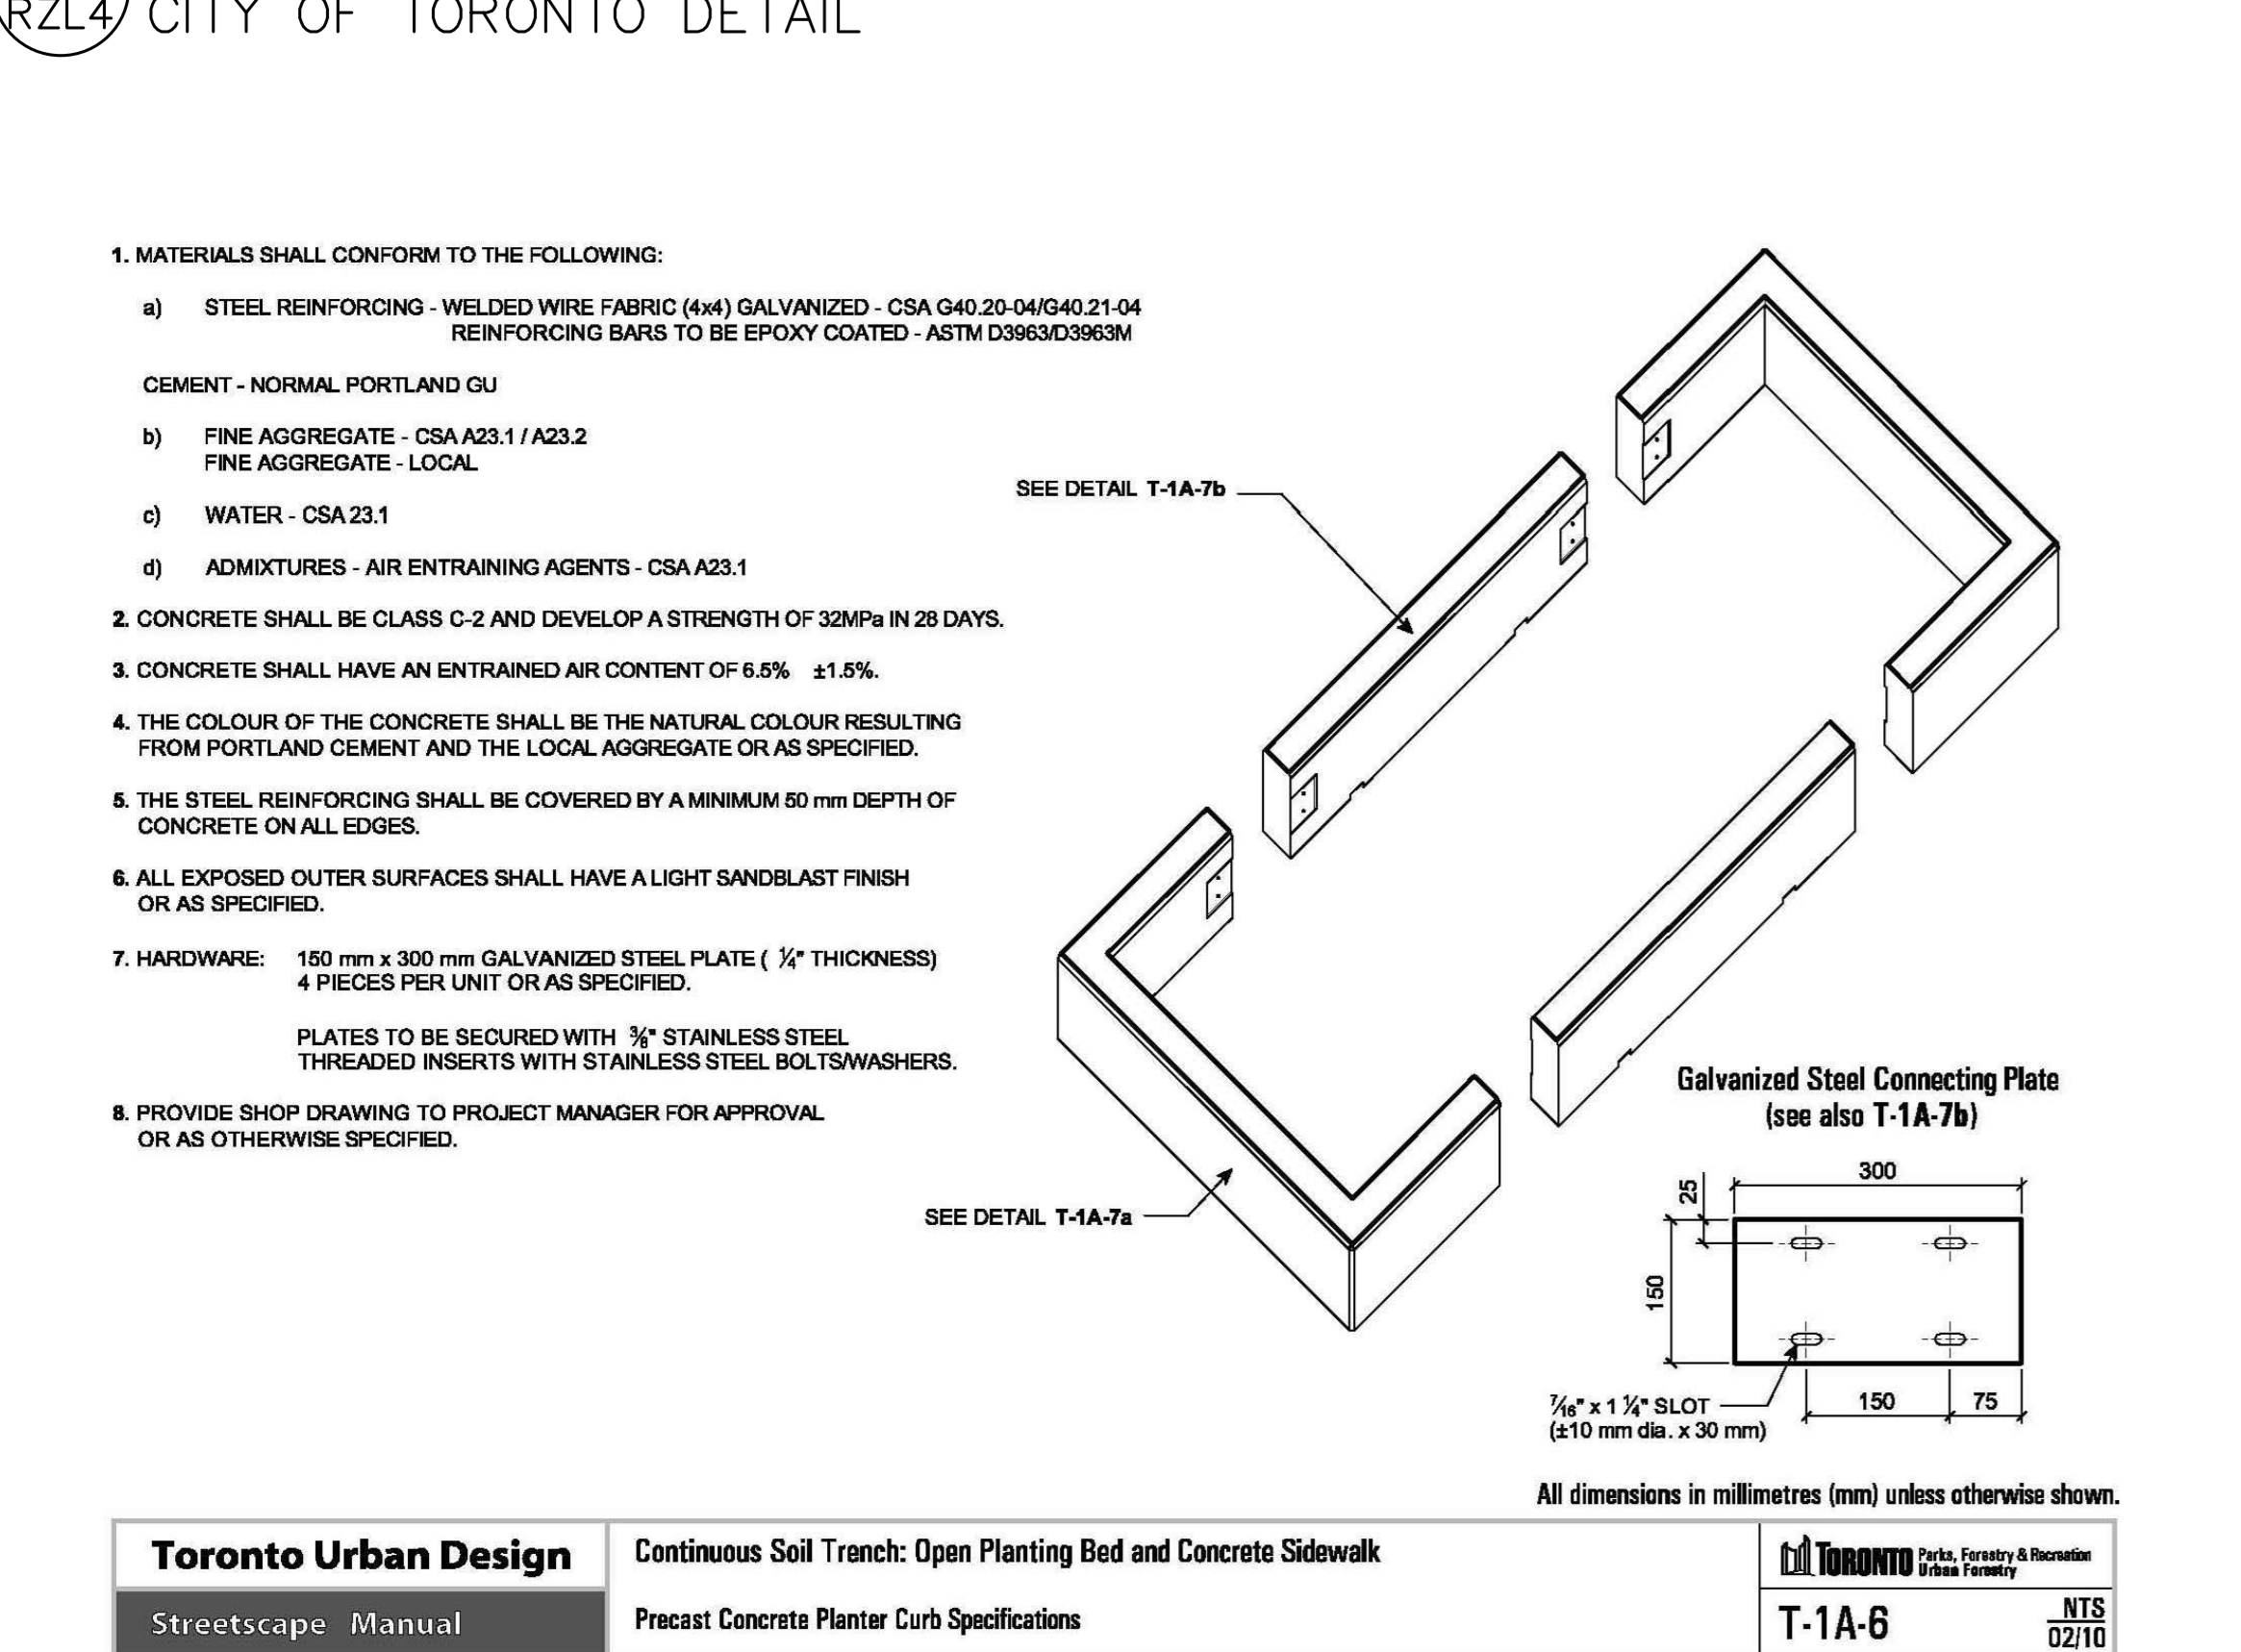 RZL4 CITY OF TORONTO DETAIL
1. MATERIALS SHALL CONFORM TO THE FOLLOWING:
a) STEEL REINFORCING - WELDED WIRE FABRIC (4x4) GALVANIZED - CSA G40.20-04/G40.21-04
REINFORCING BARS TO BE EPOXY COATED - ASTM D3963/D3963M
CEMENT - NORMAL PORTLAND GU
b) FINE AGGREGATE - CSA A23.1 / A23.2
FINE AGGREGATE - LOCAL
c) WATER - CSA 23.1
d) ADMIXTURES - AIR ENTRAINING AGENTS - CSA A23.1
2. CONCRETE SHALL BE CLASS C-2 AND DEVELOP A STRENGTH OF 32MPa IN 28 DAYS.
3. CONCRETE SHALL HAVE AN ENTRAINED AIR CONTENT OF 6.5% ±1.5%.
4. THE COLOUR OF THE CONCRETE SHALL BE THE NATURAL COLOUR RESULTING
FROM PORTLAND CEMENT AND THE LOCAL AGGREGATE OR AS SPECIFIED.
5. THE STEEL REINFORCING SHALL BE COVERED BY A MINIMUM 50 mm DEPTH OF
CONCRETE ON ALL EDGES.
6. ALL EXPOSED OUTER SURFACES SHALL HAVE A LIGHT SANDBLAST FINISH
OR AS SPECIFIED.
7. HARDWARE: 150 mm x 300 mm GALVANIZED STEEL PLATE ( 1/4" THICKNESS)
4 PIECES PER UNIT OR AS SPECIFIED.
PLATES TO BE SECURED WITH 3/8" STAINLESS STEEL
THREADED INSERTS WITH STAINLESS STEEL BOLTS/WASHERS.
8. PROVIDE SHOP DRAWING TO PROJECT MANAGER FOR APPROVAL
OR AS OTHERWISE SPECIFIED.
SEE DETAIL T-1A-7b
SEE DETAIL T-1A-7a
Galvanized Steel Connecting Plate
(see also T-1A-7b)
300
25
150
150
75
7/16" x 1 1/4" SLOT
(±10 mm dia. x 30 mm)
All dimensions in millimetres (mm) unless otherwise shown.
Toronto Urban Design
Streetscape Manual
Continuous Soil Trench: Open Planting Bed and Concrete Sidewalk
Precast Concrete Planter Curb Specifications
TORONTO Parks, Forestry & Recreation
Urban Forestry
T-1A-6
NTS
02/10